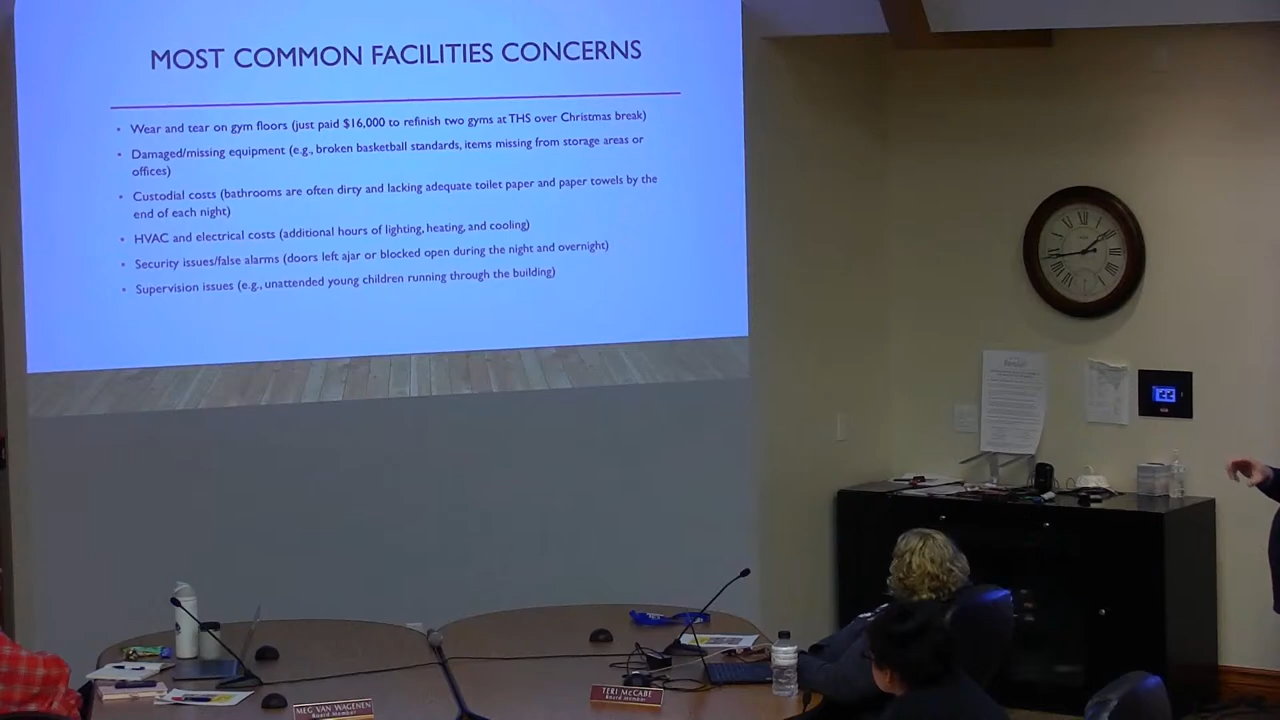 MOST COMMON FACILITIES CONCERNS
• Wear and tear on gym floors (just paid $16,000 to refinish two gyms at THS over Christmas break)
• Damaged/missing equipment (e.g., broken basketball standards, items missing from storage areas or
offices)
• Custodial costs (bathrooms are often dirty and lacking adequate toilet paper and paper towels by the
end of each night)
• HVAC and electrical costs (additional hours of lighting, heating, and cooling)
• Security issues/false alarms (doors left ajar or blocked open during the night and overnight)
• Supervision issues (e.g., unattended young children running through the building)
TERI McCABE
Board Member
MEG VAN WAGENEN
Board Member